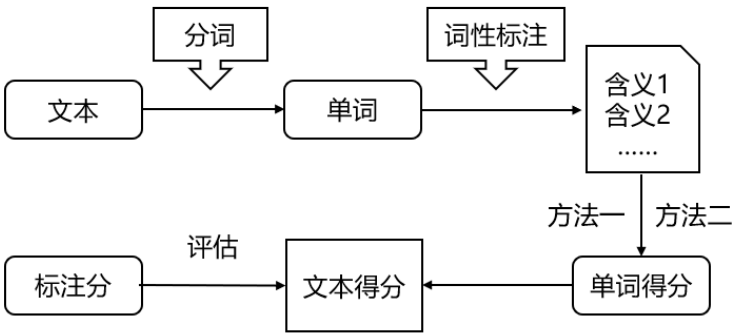 分词
词性标注
文本
单词
含义1
含义2
......
方法一
方法二
评估
标注分
文本得分
单词得分